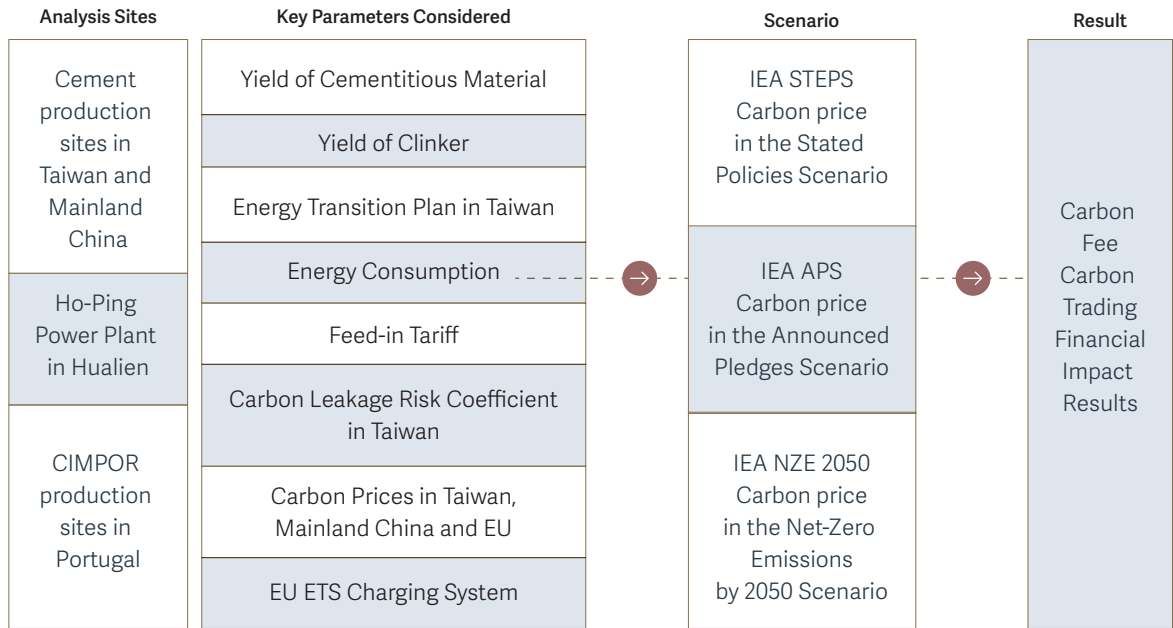 Analysis Sites
Cement
production
sites in
Taiwan and
Mainland
China
Ho-Ping
Power Plant
in Hualien
CIMPOR
production
sites in
Portugal
Key Parameters Considered
Yield of Cementitious Material
Yield of Clinker
Energy Transition Plan in Taiwan
Energy Consumption
Feed-in Tariff
Carbon Leakage Risk Coefficient
in Taiwan
Carbon Prices in Taiwan,
Mainland China and EU
EU ETS Charging System
Scenario
IEA STEPS
Carbon price
in the Stated
Policies Scenario
IEA APS
Carbon price
in the Announced
Pledges Scenario
IEA NZE 2050
Carbon price
in the Net-Zero
Emissions
by 2050 Scenario
Result
Carbon
Fee
Carbon
Trading
Financial
Impact
Results